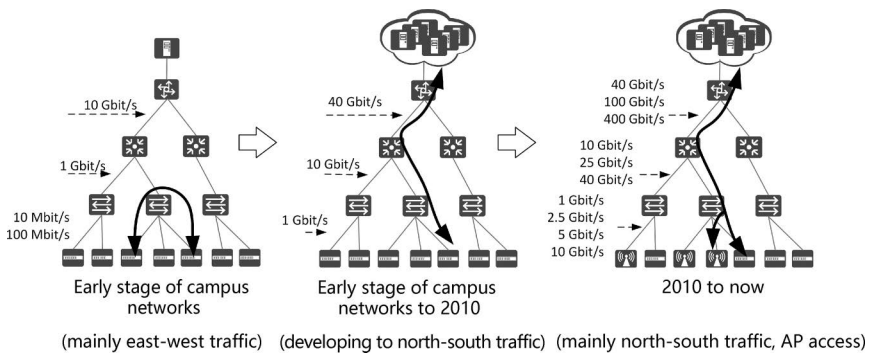 10 Gbit/s
1 Gbit/s
10 Mbit/s
100 Mbit/s
Early stage of campus
networks
(mainly east-west traffic)
40 Gbit/s
10 Gbit/s
1 Gbit/s
Early stage of campus
networks to 2010
(developing to north-south traffic)
40 Gbit/s
100 Gbit/s
400 Gbit/s
10 Gbit/s
25 Gbit/s
40 Gbit/s
1 Gbit/s
2.5 Gbit/s
5 Gbit/s
10 Gbit/s
2010 to now
(mainly north-south traffic, AP access)